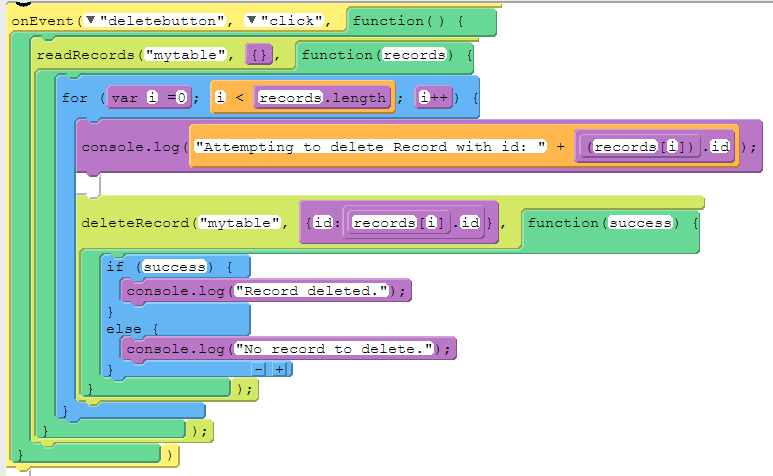 onEvent(▼"deletebutton", ▼"click", function() {
readRecords("mytable", {}, function(records) {
for (var i =0; i < records.length; i++) {
console.log("Attempting to delete Record with id: " + (records[i]).id);
deleteRecord("mytable", {id:records[i].id}, function(success) {
if (success) {
console.log("Record deleted.");
}
else {
console.log("No record to delete.");
} - +
} );
}
} );
} )